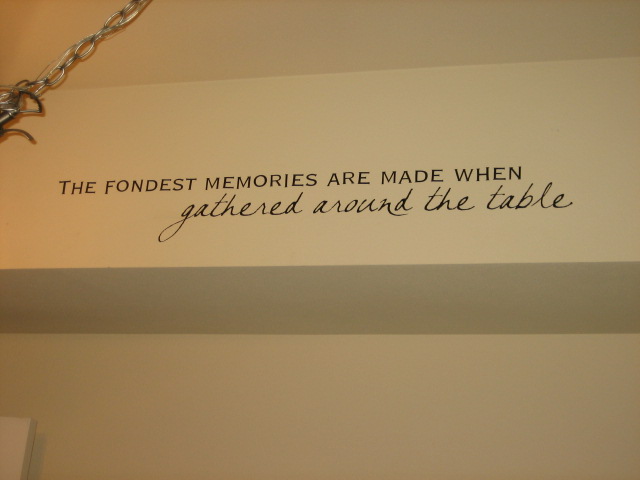 THE FONDEST MEMORIES ARE MADE WHEN
gathered around the table